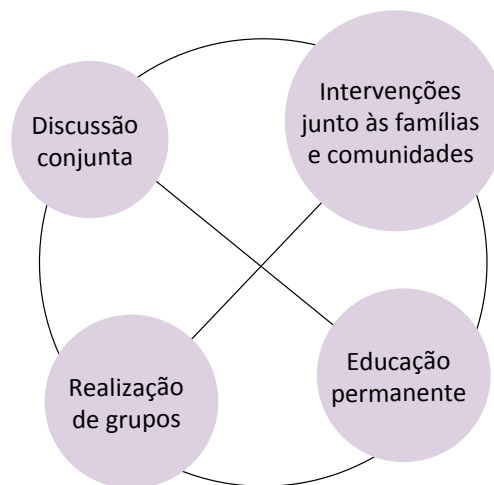 Discussão
conjunta
Intervenções
junto às famílias
e comunidades
Realização
de grupos
Educação
permanente